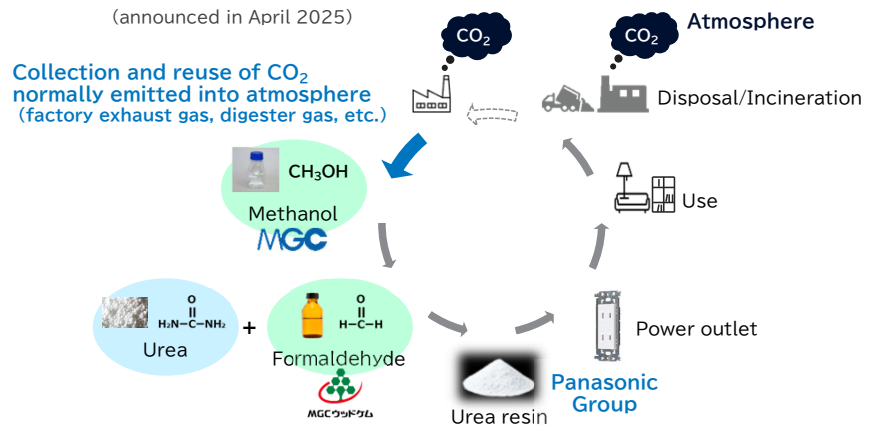 (announced in April 2025)
CO₂
CO₂
Atmosphere
Collection and reuse of CO₂
normally emitted into atmosphere
(factory exhaust gas, digester gas, etc.)
Disposal/Incineration
CH₃OH
Methanol
MGC
Use
O
H₂N-C-NH₂
Urea
+
O
H-C-H
Formaldehyde
MGCウッドケム
Power outlet
Panasonic
Group
Urea resin